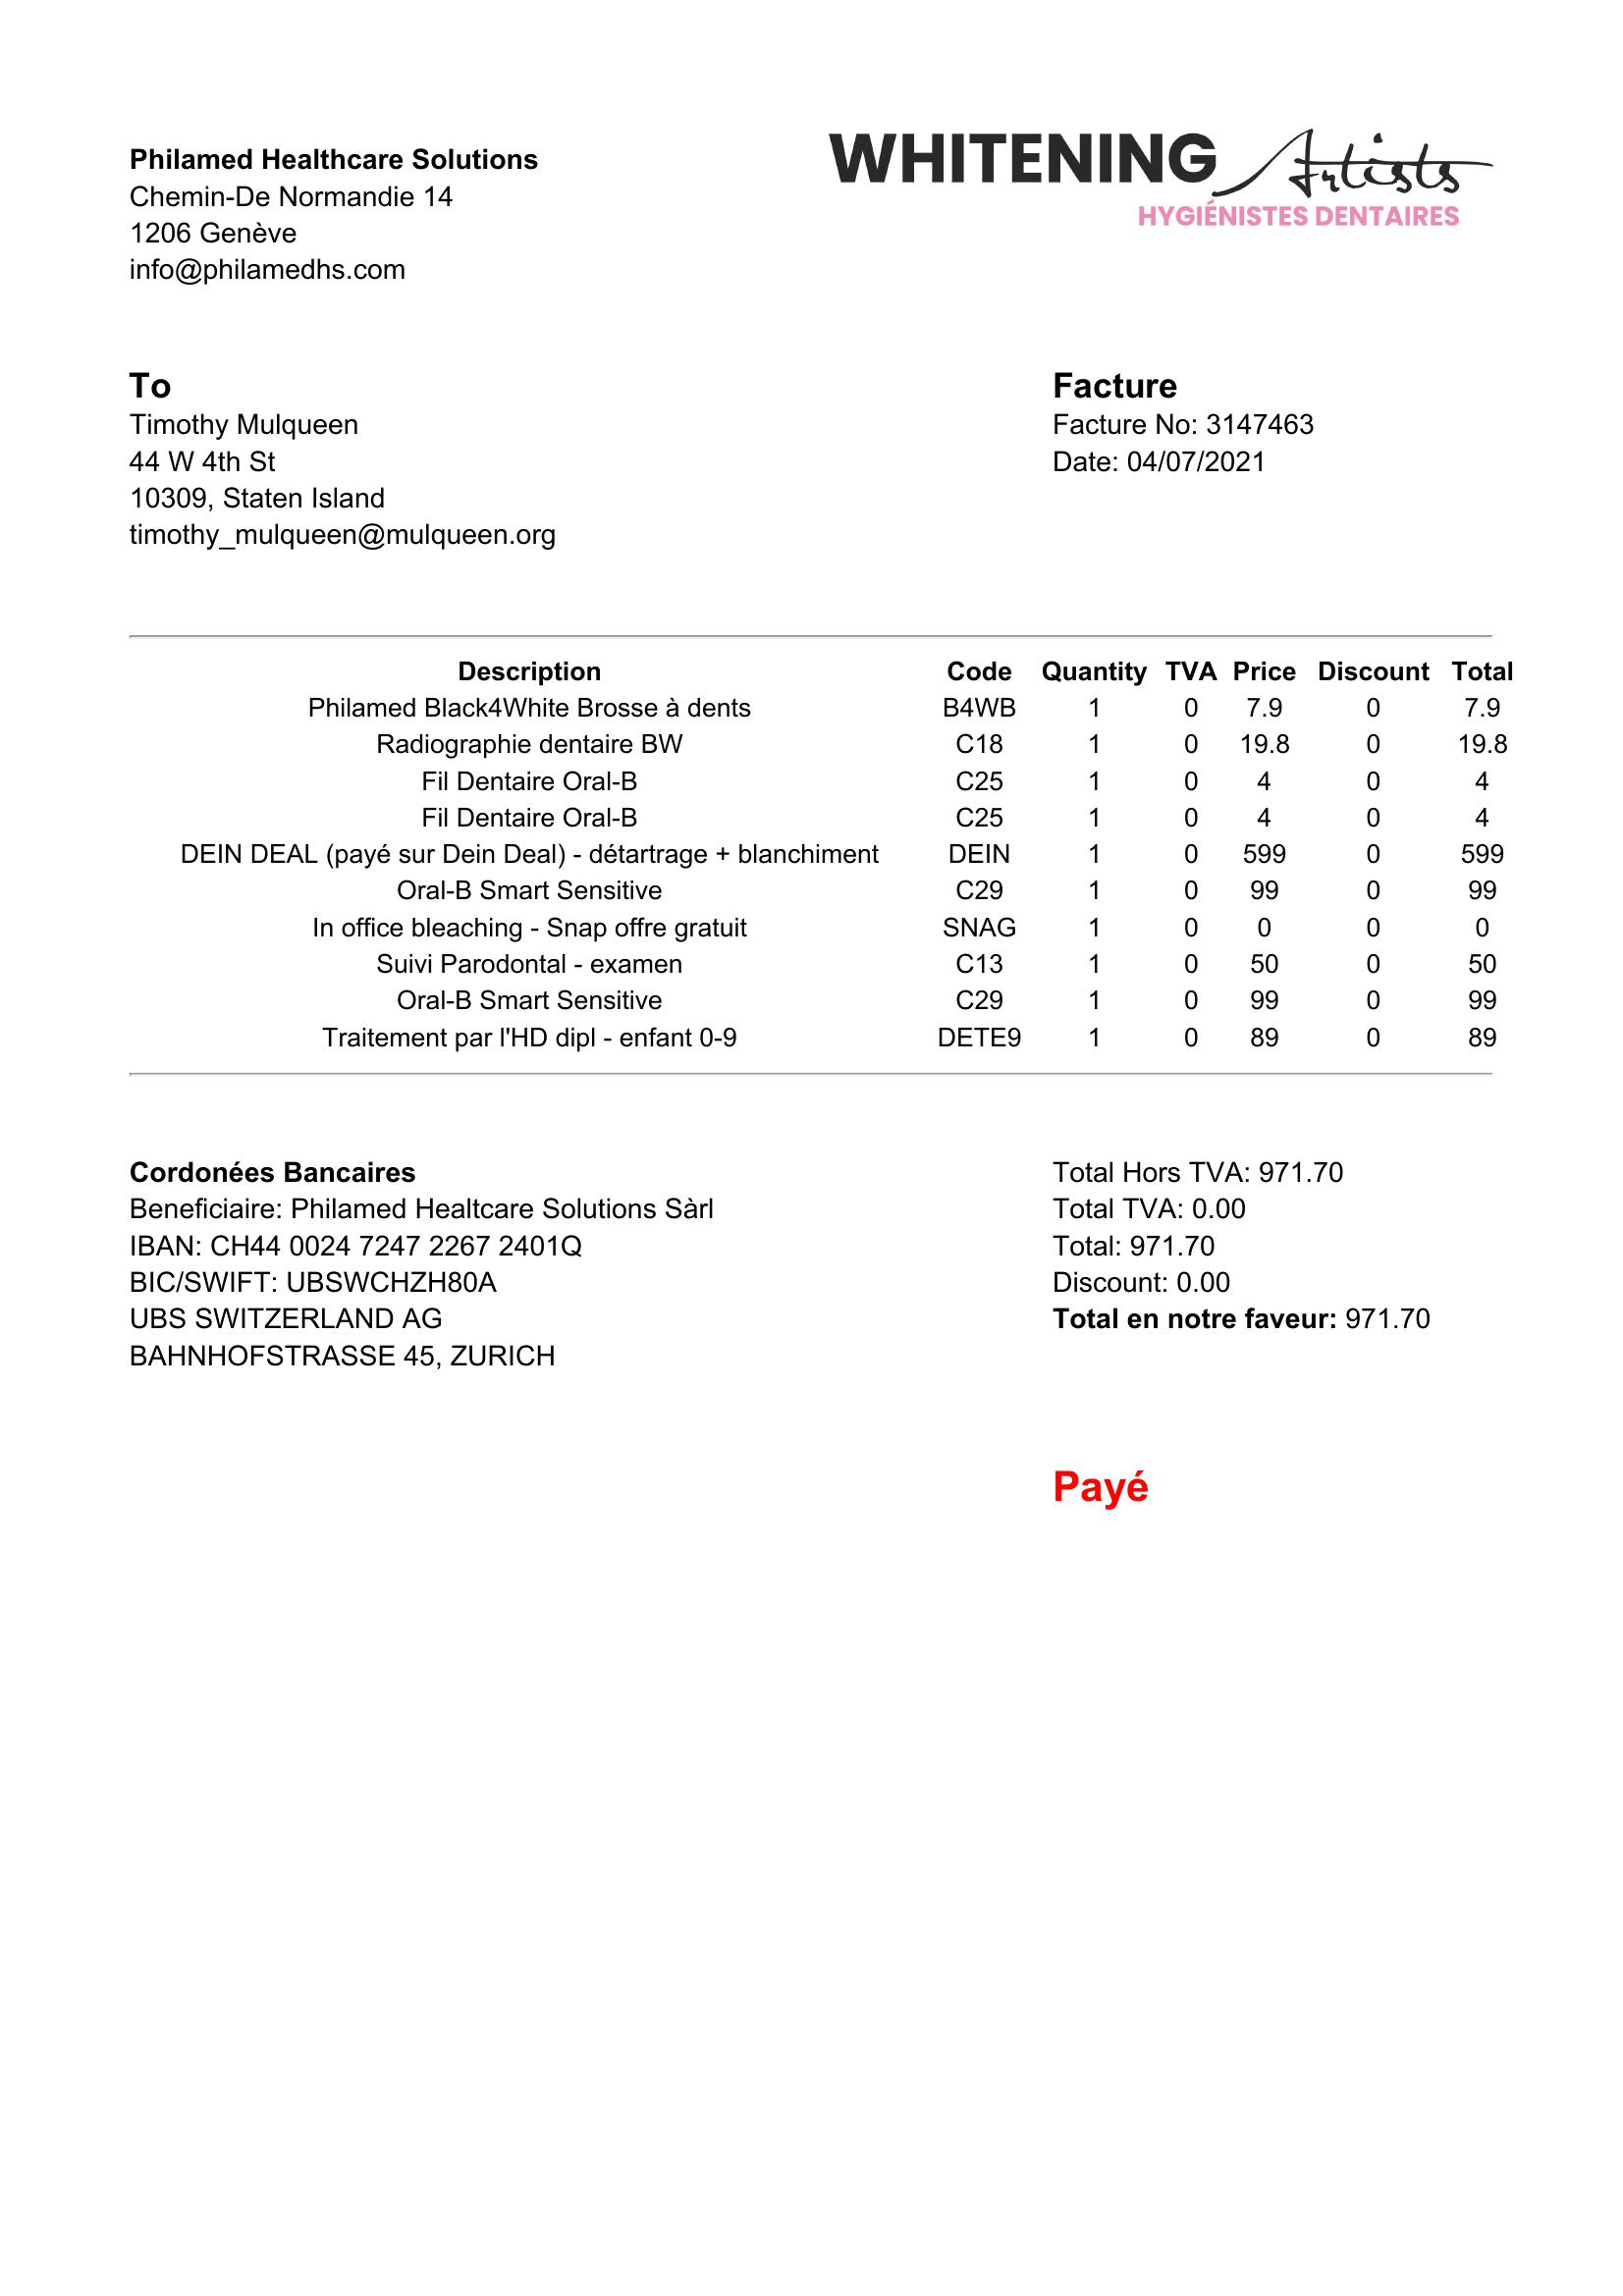 Philamed Healthcare Solutions
Chemin-De Normandie 14
1206 Genève
info@philamedhs.com
WHITENING Artists
HYGIÉNISTES DENTAIRES
To
Timothy Mulqueen
44 W 4th St
10309, Staten Island
timothy_mulqueen@mulqueen.org
Facture
Facture No: 3147463
Date: 04/07/2021
Description Code Quantity TVA Price Discount Total
Philamed Black4White Brosse à dents B4WB 1 0 7.9 0 7.9
Radiographie dentaire BW C18 1 0 19.8 0 19.8
Fil Dentaire Oral-B C25 1 0 4 0 4
Fil Dentaire Oral-B C25 1 0 4 0 4
DEIN DEAL (payé sur Dein Deal) - détartrage + blanchiment DEIN 1 0 599 0 599
Oral-B Smart Sensitive C29 1 0 99 0 99
In office bleaching - Snap offre gratuit SNAG 1 0 0 0 0
Suivi Parodontal - examen C13 1 0 50 0 50
Oral-B Smart Sensitive C29 1 0 99 0 99
Traitement par l'HD dipl - enfant 0-9 DETE9 1 0 89 0 89
Cordonées Bancaires
Beneficiaire: Philamed Healtcare Solutions Sàrl
IBAN: CH44 0024 7247 2267 2401Q
BIC/SWIFT: UBSWCHZH80A
UBS SWITZERLAND AG
BAHNHOFSTRASSE 45, ZURICH
Total Hors TVA: 971.70
Total TVA: 0.00
Total: 971.70
Discount: 0.00
Total en notre faveur: 971.70
Payé